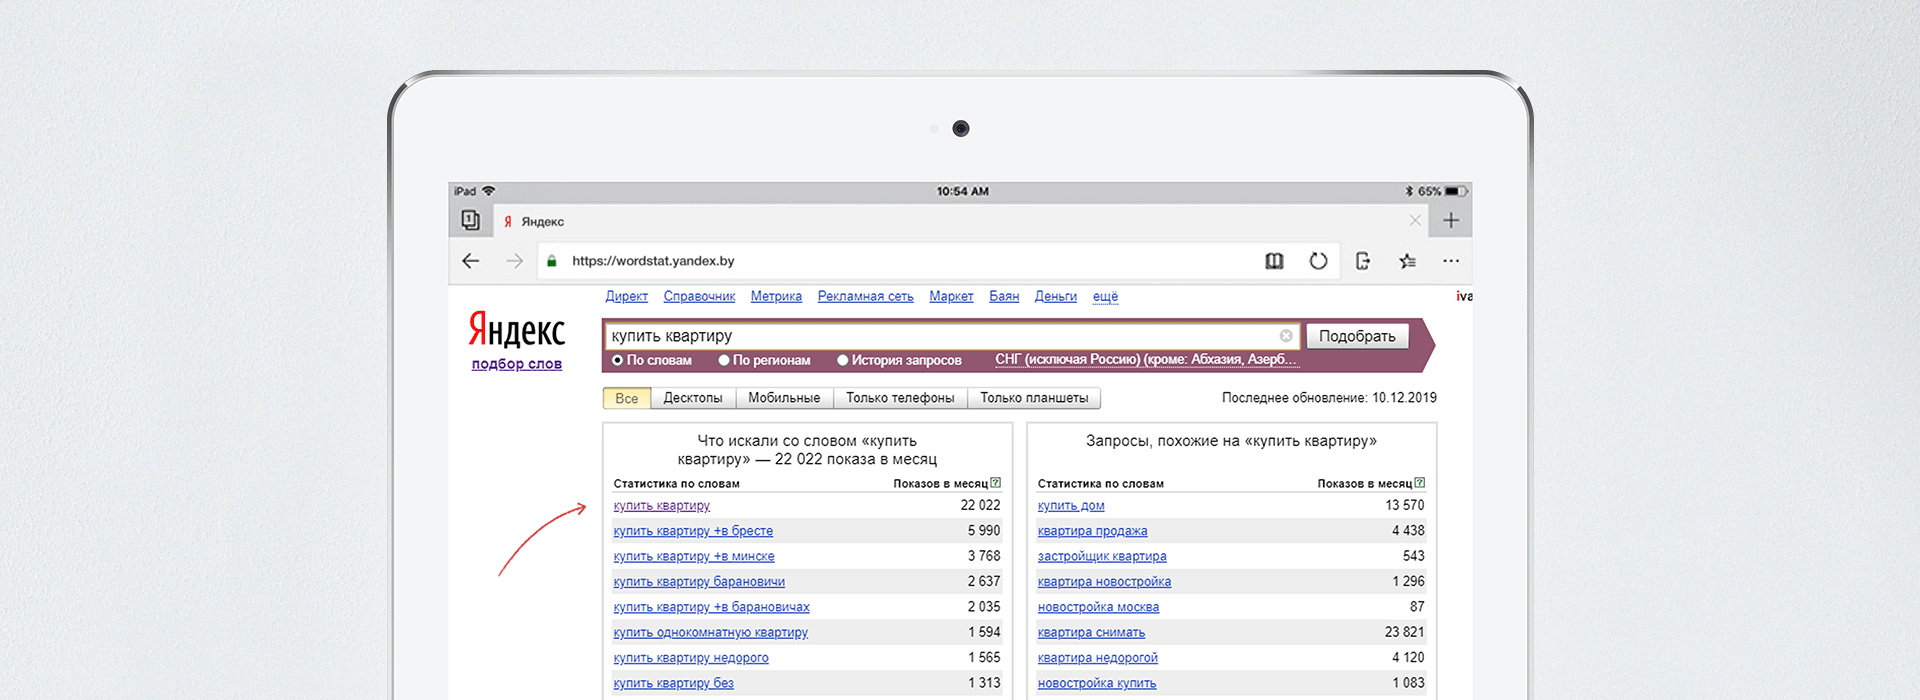 iPad 10:54 AM 65%
1 Я Яндекс
https://wordstat.yandex.by
Директ Справочник Метрика Рекламная сеть Маркет Баян Деньги ещё iva
Яндекс
подбор слов
купить квартиру Подобрать
По словам По регионам История запросов СНГ (исключая Россию) (кроме: Абхазия, Азерб...
Все Десктопы Мобильные Только телефоны Только планшеты Последнее обновление: 10.12.2019
Что искали со словом «купить
квартиру» — 22 022 показа в месяц
Статистика по словам Показов в месяц ?
купить квартиру 22 022
купить квартиру +в бресте 5 990
купить квартиру +в минске 3 768
купить квартиру барановичи 2 637
купить квартиру +в барановичах 2 035
купить однокомнатную квартиру 1 594
купить квартиру недорого 1 565
купить квартиру без 1 313
Запросы, похожие на «купить квартиру»
Статистика по словам Показов в месяц ?
купить дом 13 570
квартира продажа 4 438
застройщик квартира 543
квартира новостройка 1 296
новостройка москва 87
квартира снимать 23 821
квартира недорогой 4 120
новостройка купить 1 083